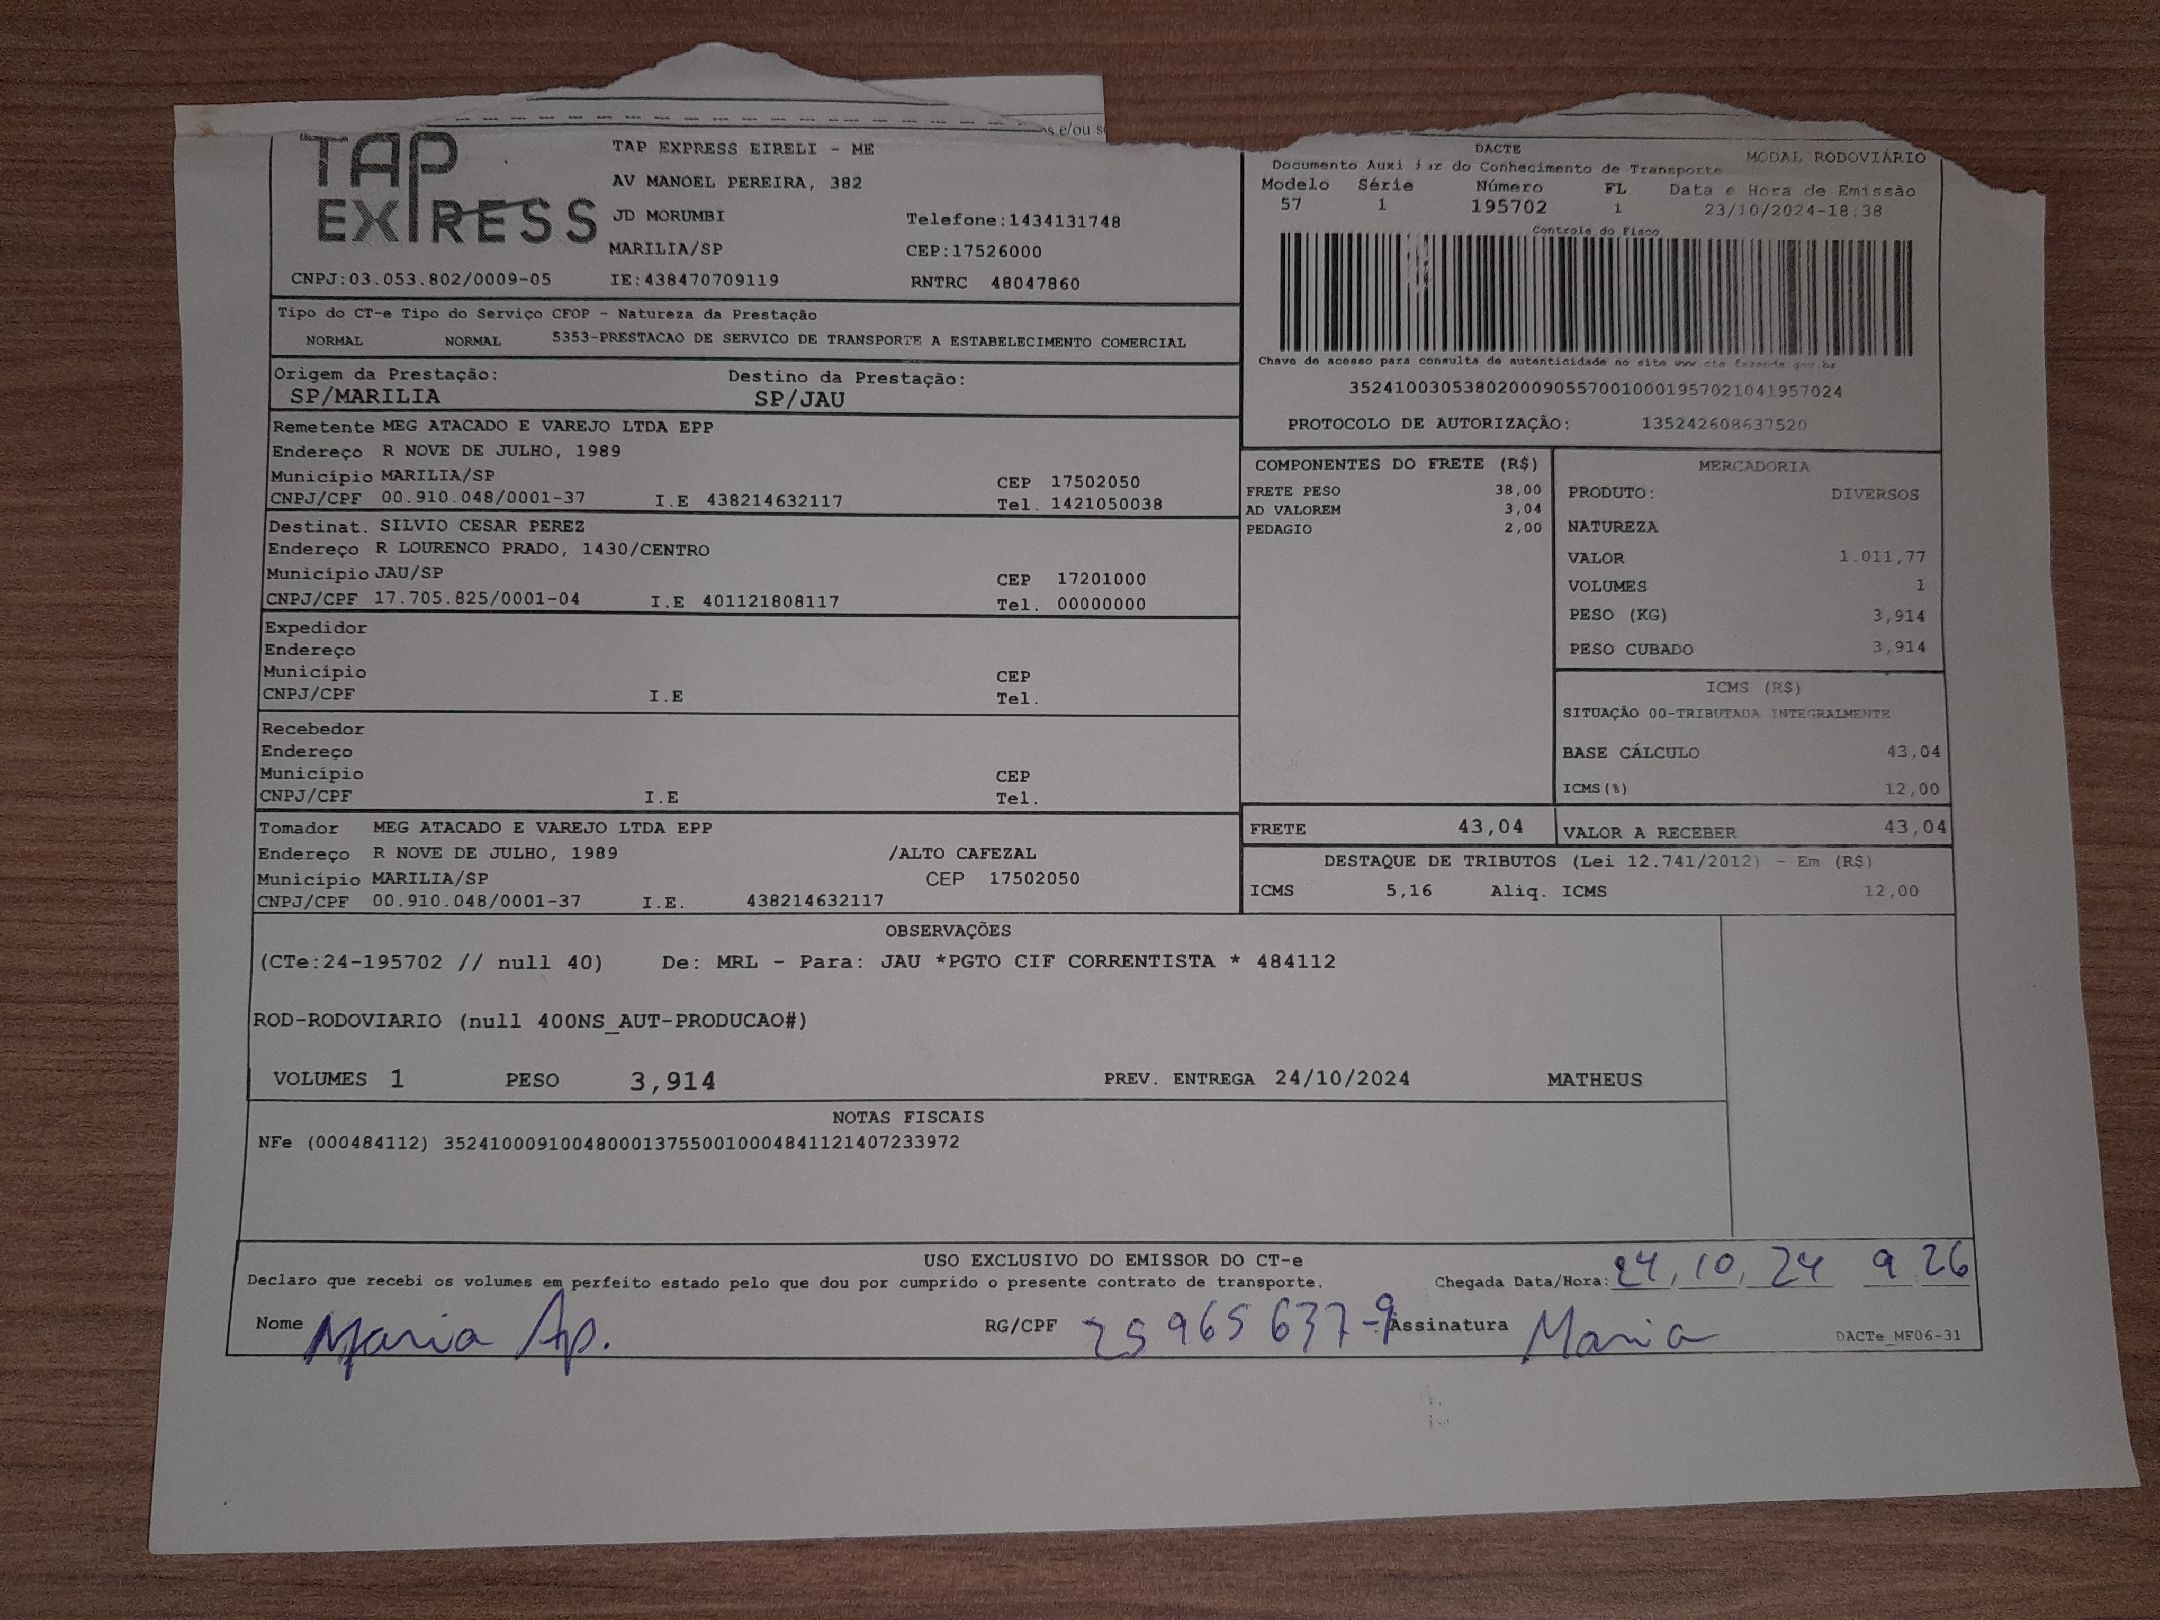 s e/ou s
TAP EXPRESS
TAP EXPRESS EIRELI - ME
AV MANOEL PEREIRA, 382
JD MORUMBI Telefone:1434131748
MARILIA/SP CEP:17526000
CNPJ:03.053.802/0009-05 IE:438470709119 RNTRC 48047860
DACTE MODAL RODOVIÁRIO
Documento Auxiliar do Conhecimento de Transporte
Modelo Série Número FL Data e Hora de Emissão
57 1 195702 1 23/10/2024-18:38
Controle do Fisco
Chave de acesso para consulta de autenticidade no site www.cte.fazenda.gov.br
35241003053802000905570010001957021041957024
PROTOCOLO DE AUTORIZAÇÃO: 135242608637520
Tipo do CT-e Tipo do Serviço CFOP - Natureza da Prestação
NORMAL NORMAL 5353-PRESTACAO DE SERVICO DE TRANSPORTE A ESTABELECIMENTO COMERCIAL
Origem da Prestação: Destino da Prestação:
SP/MARILIA SP/JAU
Remetente MEG ATACADO E VAREJO LTDA EPP
Endereço R NOVE DE JULHO, 1989
Município MARILIA/SP CEP 17502050
CNPJ/CPF 00.910.048/0001-37 I.E 438214632117 Tel. 1421050038
Destinat. SILVIO CESAR PEREZ
Endereço R LOURENCO PRADO, 1430/CENTRO
Município JAU/SP CEP 17201000
CNPJ/CPF 17.705.825/0001-04 I.E 401121808117 Tel. 00000000
Expedidor
Endereço
Município CEP
CNPJ/CPF I.E Tel.
Recebedor
Endereço
Município CEP
CNPJ/CPF I.E Tel.
Tomador MEG ATACADO E VAREJO LTDA EPP
Endereço R NOVE DE JULHO, 1989 /ALTO CAFEZAL
Município MARILIA/SP CEP 17502050
CNPJ/CPF 00.910.048/0001-37 I.E. 438214632117
COMPONENTES DO FRETE (R$)
FRETE PESO 38,00
AD VALOREM 3,04
PEDAGIO 2,00
MERCADORIA
PRODUTO: DIVERSOS
NATUREZA
VALOR 1.011,77
VOLUMES 1
PESO (KG) 3,914
PESO CUBADO 3,914
ICMS (R$)
SITUAÇÃO 00-TRIBUTADA INTEGRALMENTE
BASE CÁLCULO 43,04
ICMS(%) 12,00
FRETE 43,04 VALOR A RECEBER 43,04
DESTAQUE DE TRIBUTOS (Lei 12.741/2012) - Em (R$)
ICMS 5,16 Aliq. ICMS 12,00
OBSERVAÇÕES
(CTe:24-195702 // null 40) De: MRL - Para: JAU *PGTO CIF CORRENTISTA * 484112
ROD-RODOVIARIO (null 400NS_AUT-PRODUCAO#)
VOLUMES 1 PESO 3,914 PREV. ENTREGA 24/10/2024 MATHEUS
NOTAS FISCAIS
NFe (000484112) 35241000910048000137550010004841121407233972
USO EXCLUSIVO DO EMISSOR DO CT-e
Declaro que recebi os volumes em perfeito estado pelo que dou por cumprido o presente contrato de transporte. Chegada Data/Hora: 24, 10, 24 9 26
Nome Maria Ap. RG/CPF 25 965 637-9 Assinatura Maria DACTe_MF06-31